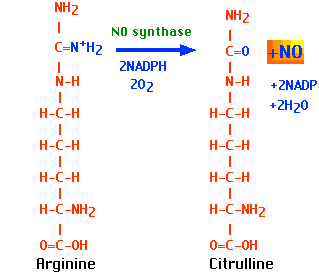 NH2
C=N+H2
N-H
H-C-H
H-C-H
H-C-H
H-C-NH2
O=C-OH
Arginine
NO synthase
2NADPH
2O2
NH2
C=O
N-H
H-C-H
H-C-H
H-C-H
H-C-NH2
O=C-OH
Citrulline
+NO
+2NADP
+2H2O